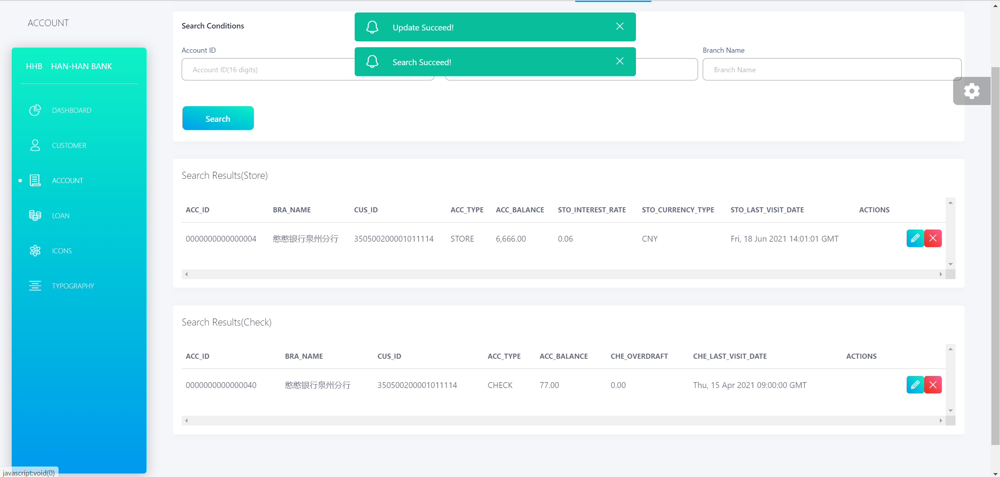 ACCOUNT
HHB HAN-HAN BANK
DASHBOARD
CUSTOMER
ACCOUNT
LOAN
ICONS
TYPOGRAPHY
Search Conditions
Update Succeed!
Search Succeed!
Account ID
Branch Name
Account ID(16 digits)
Branch Name
Search
Search Results(Store)
ACC_ID BRA_NAME CUS_ID ACC_TYPE ACC_BALANCE STO_INTEREST_RATE STO_CURRENCY_TYPE STO_LAST_VISIT_DATE ACTIONS
0000000000000004 憨憨银行泉州分行 350500200001011114 STORE 6,666.00 0.06 CNY Fri, 18 Jun 2021 14:01:01 GMT
Search Results(Check)
ACC_ID BRA_NAME CUS_ID ACC_TYPE ACC_BALANCE CHE_OVERDRAFT CHE_LAST_VISIT_DATE ACTIONS
0000000000000040 憨憨银行泉州分行 350500200001011114 CHECK 77.00 0.00 Thu, 15 Apr 2021 09:00:00 GMT
javascript:void(0)